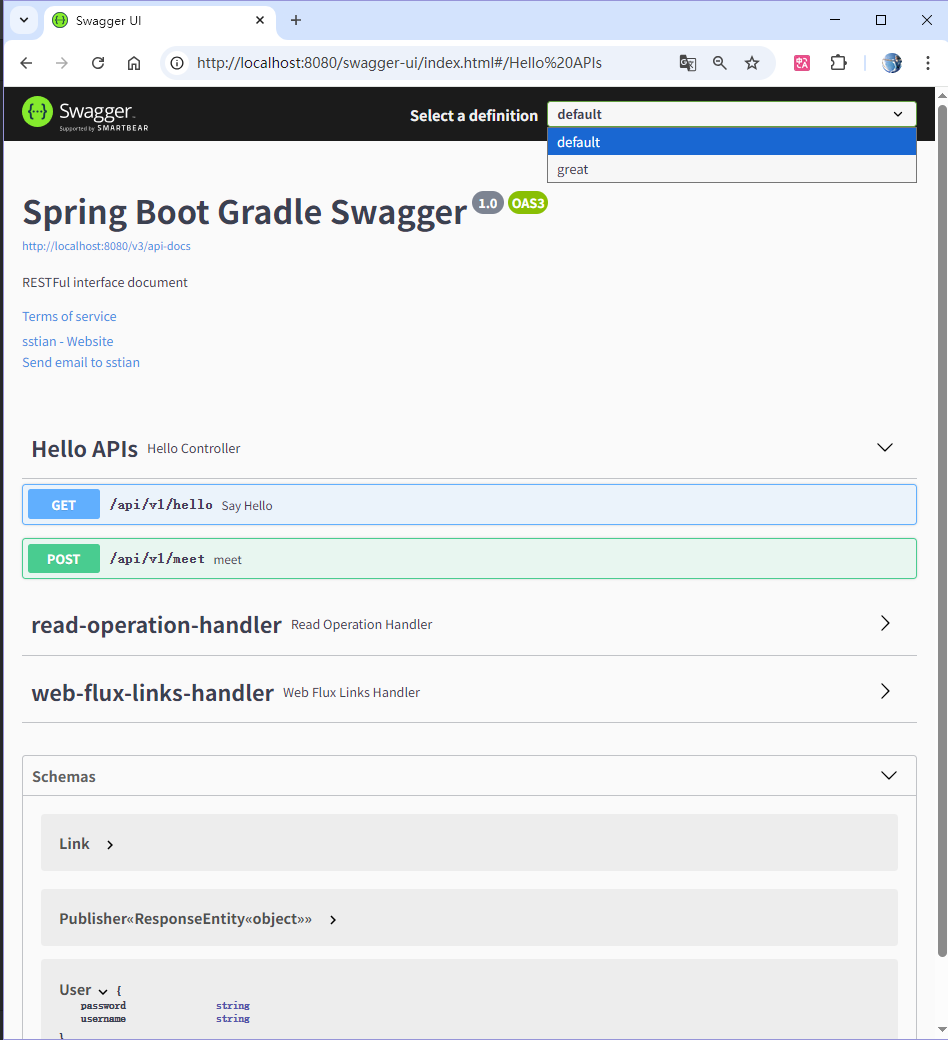 Swagger UI
http://localhost:8080/swagger-ui/index.html#/Hello%20APIs
Swagger
Supported by SMARTBEAR
Select a definition
default
default
great
Spring Boot Gradle Swagger 1.0 OAS3
http://localhost:8080/v3/api-docs
RESTFul interface document
Terms of service
sstian - Website
Send email to sstian
Hello APIs Hello Controller
GET /api/v1/hello Say Hello
POST /api/v1/meet meet
read-operation-handler Read Operation Handler
web-flux-links-handler Web Flux Links Handler
Schemas
Link
Publisher«ResponseEntity«object»»
User {
password string
username string
}